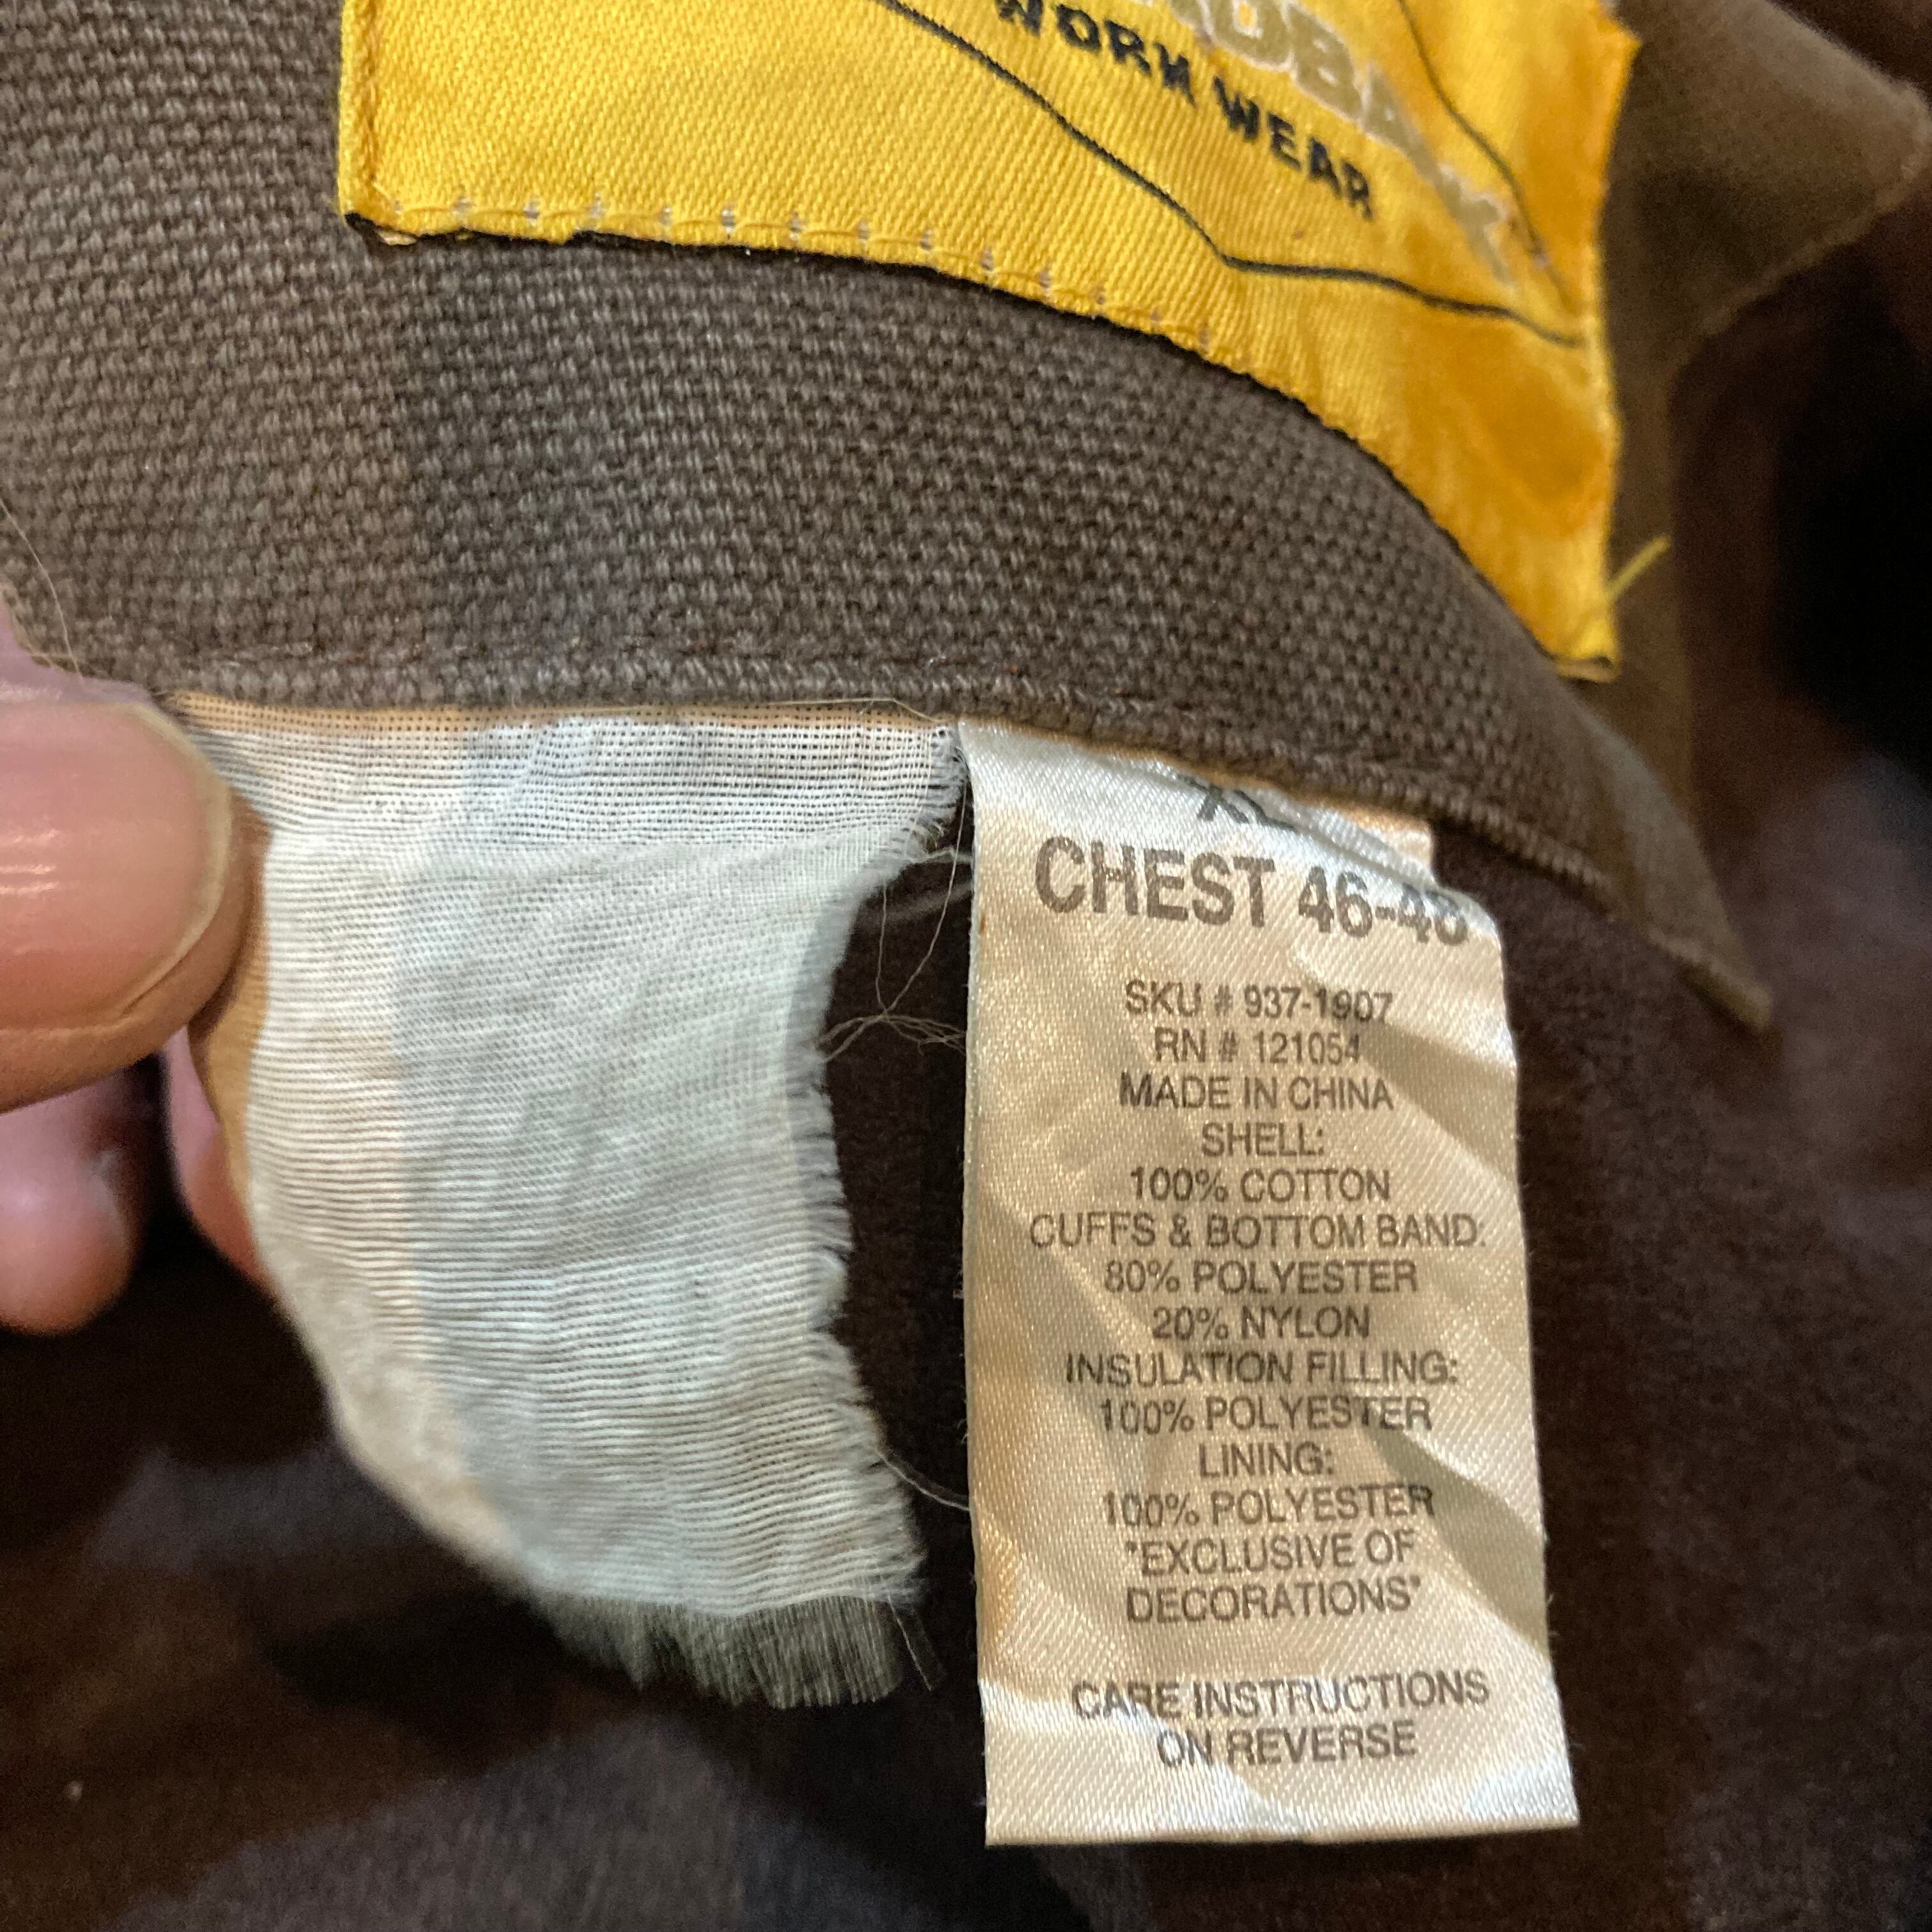 WORK WEAR
XL
CHEST 46-48
SKU # 937-1907
RN # 121054
MADE IN CHINA
SHELL:
100% COTTON
CUFFS & BOTTOM BAND:
80% POLYESTER
20% NYLON
INSULATION FILLING:
100% POLYESTER
LINING:
100% POLYESTER
"EXCLUSIVE OF
DECORATIONS"
CARE INSTRUCTIONS
ON REVERSE